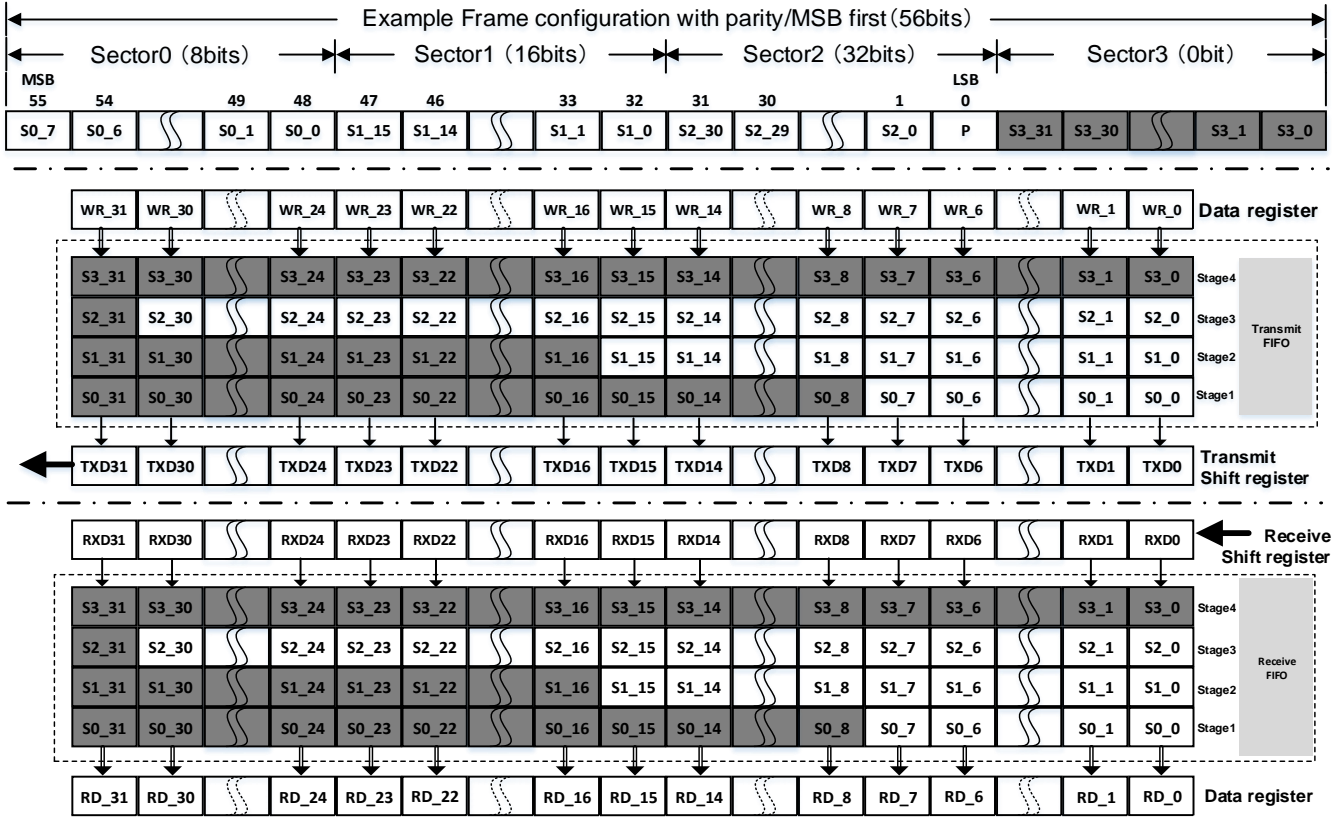 Example Frame configuration with parity/MSB first(56bits)
Sector0(8bits) Sector1(16bits) Sector2(32bits) Sector3(0bit)
MSB LSB
55 54 49 48 47 46 33 32 31 30 1 0
S0_7 S0_6 S0_1 S0_0 S1_15 S1_14 S1_1 S1_0 S2_30 S2_29 S2_0 P S3_31 S3_30 S3_1 S3_0
WR_31 WR_30 WR_24 WR_23 WR_22 WR_16 WR_15 WR_14 WR_8 WR_7 WR_6 WR_1 WR_0 Data register
S3_31 S3_30 S3_24 S3_23 S3_22 S3_16 S3_15 S3_14 S3_8 S3_7 S3_6 S3_1 S3_0 Stage4
S2_31 S2_30 S2_24 S2_23 S2_22 S2_16 S2_15 S2_14 S2_8 S2_7 S2_6 S2_1 S2_0 Stage3
Transmit
FIFO
S1_31 S1_30 S1_24 S1_23 S1_22 S1_16 S1_15 S1_14 S1_8 S1_7 S1_6 S1_1 S1_0 Stage2
S0_31 S0_30 S0_24 S0_23 S0_22 S0_16 S0_15 S0_14 S0_8 S0_7 S0_6 S0_1 S0_0 Stage1
TXD31 TXD30 TXD24 TXD23 TXD22 TXD16 TXD15 TXD14 TXD8 TXD7 TXD6 TXD1 TXD0 Transmit
Shift register
RXD31 RXD30 RXD24 RXD23 RXD22 RXD16 RXD15 RXD14 RXD8 RXD7 RXD6 RXD1 RXD0 Receive
Shift register
S3_31 S3_30 S3_24 S3_23 S3_22 S3_16 S3_15 S3_14 S3_8 S3_7 S3_6 S3_1 S3_0 Stage4
S2_31 S2_30 S2_24 S2_23 S2_22 S2_16 S2_15 S2_14 S2_8 S2_7 S2_6 S2_1 S2_0 Stage3
Receive
FIFO
S1_31 S1_30 S1_24 S1_23 S1_22 S1_16 S1_15 S1_14 S1_8 S1_7 S1_6 S1_1 S1_0 Stage2
S0_31 S0_30 S0_24 S0_23 S0_22 S0_16 S0_15 S0_14 S0_8 S0_7 S0_6 S0_1 S0_0 Stage1
RD_31 RD_30 RD_24 RD_23 RD_22 RD_16 RD_15 RD_14 RD_8 RD_7 RD_6 RD_1 RD_0 Data register